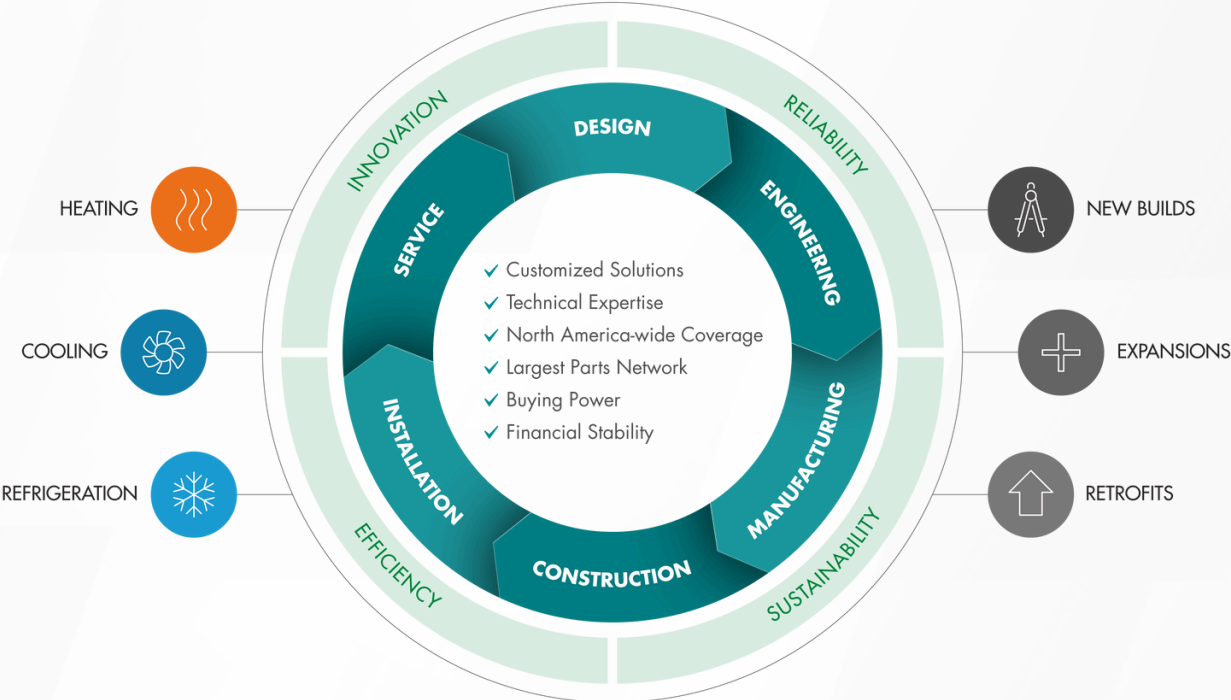 INNOVATION
RELIABILITY
DESIGN
ENGINEERING
SERVICE
HEATING
NEW BUILDS
Customized Solutions
Technical Expertise
North America-wide Coverage
Largest Parts Network
Buying Power
Financial Stability
COOLING
EXPANSIONS
INSTALLATION
MANUFACTURING
REFRIGERATION
RETROFITS
CONSTRUCTION
EFFICIENCY
SUSTAINABILITY